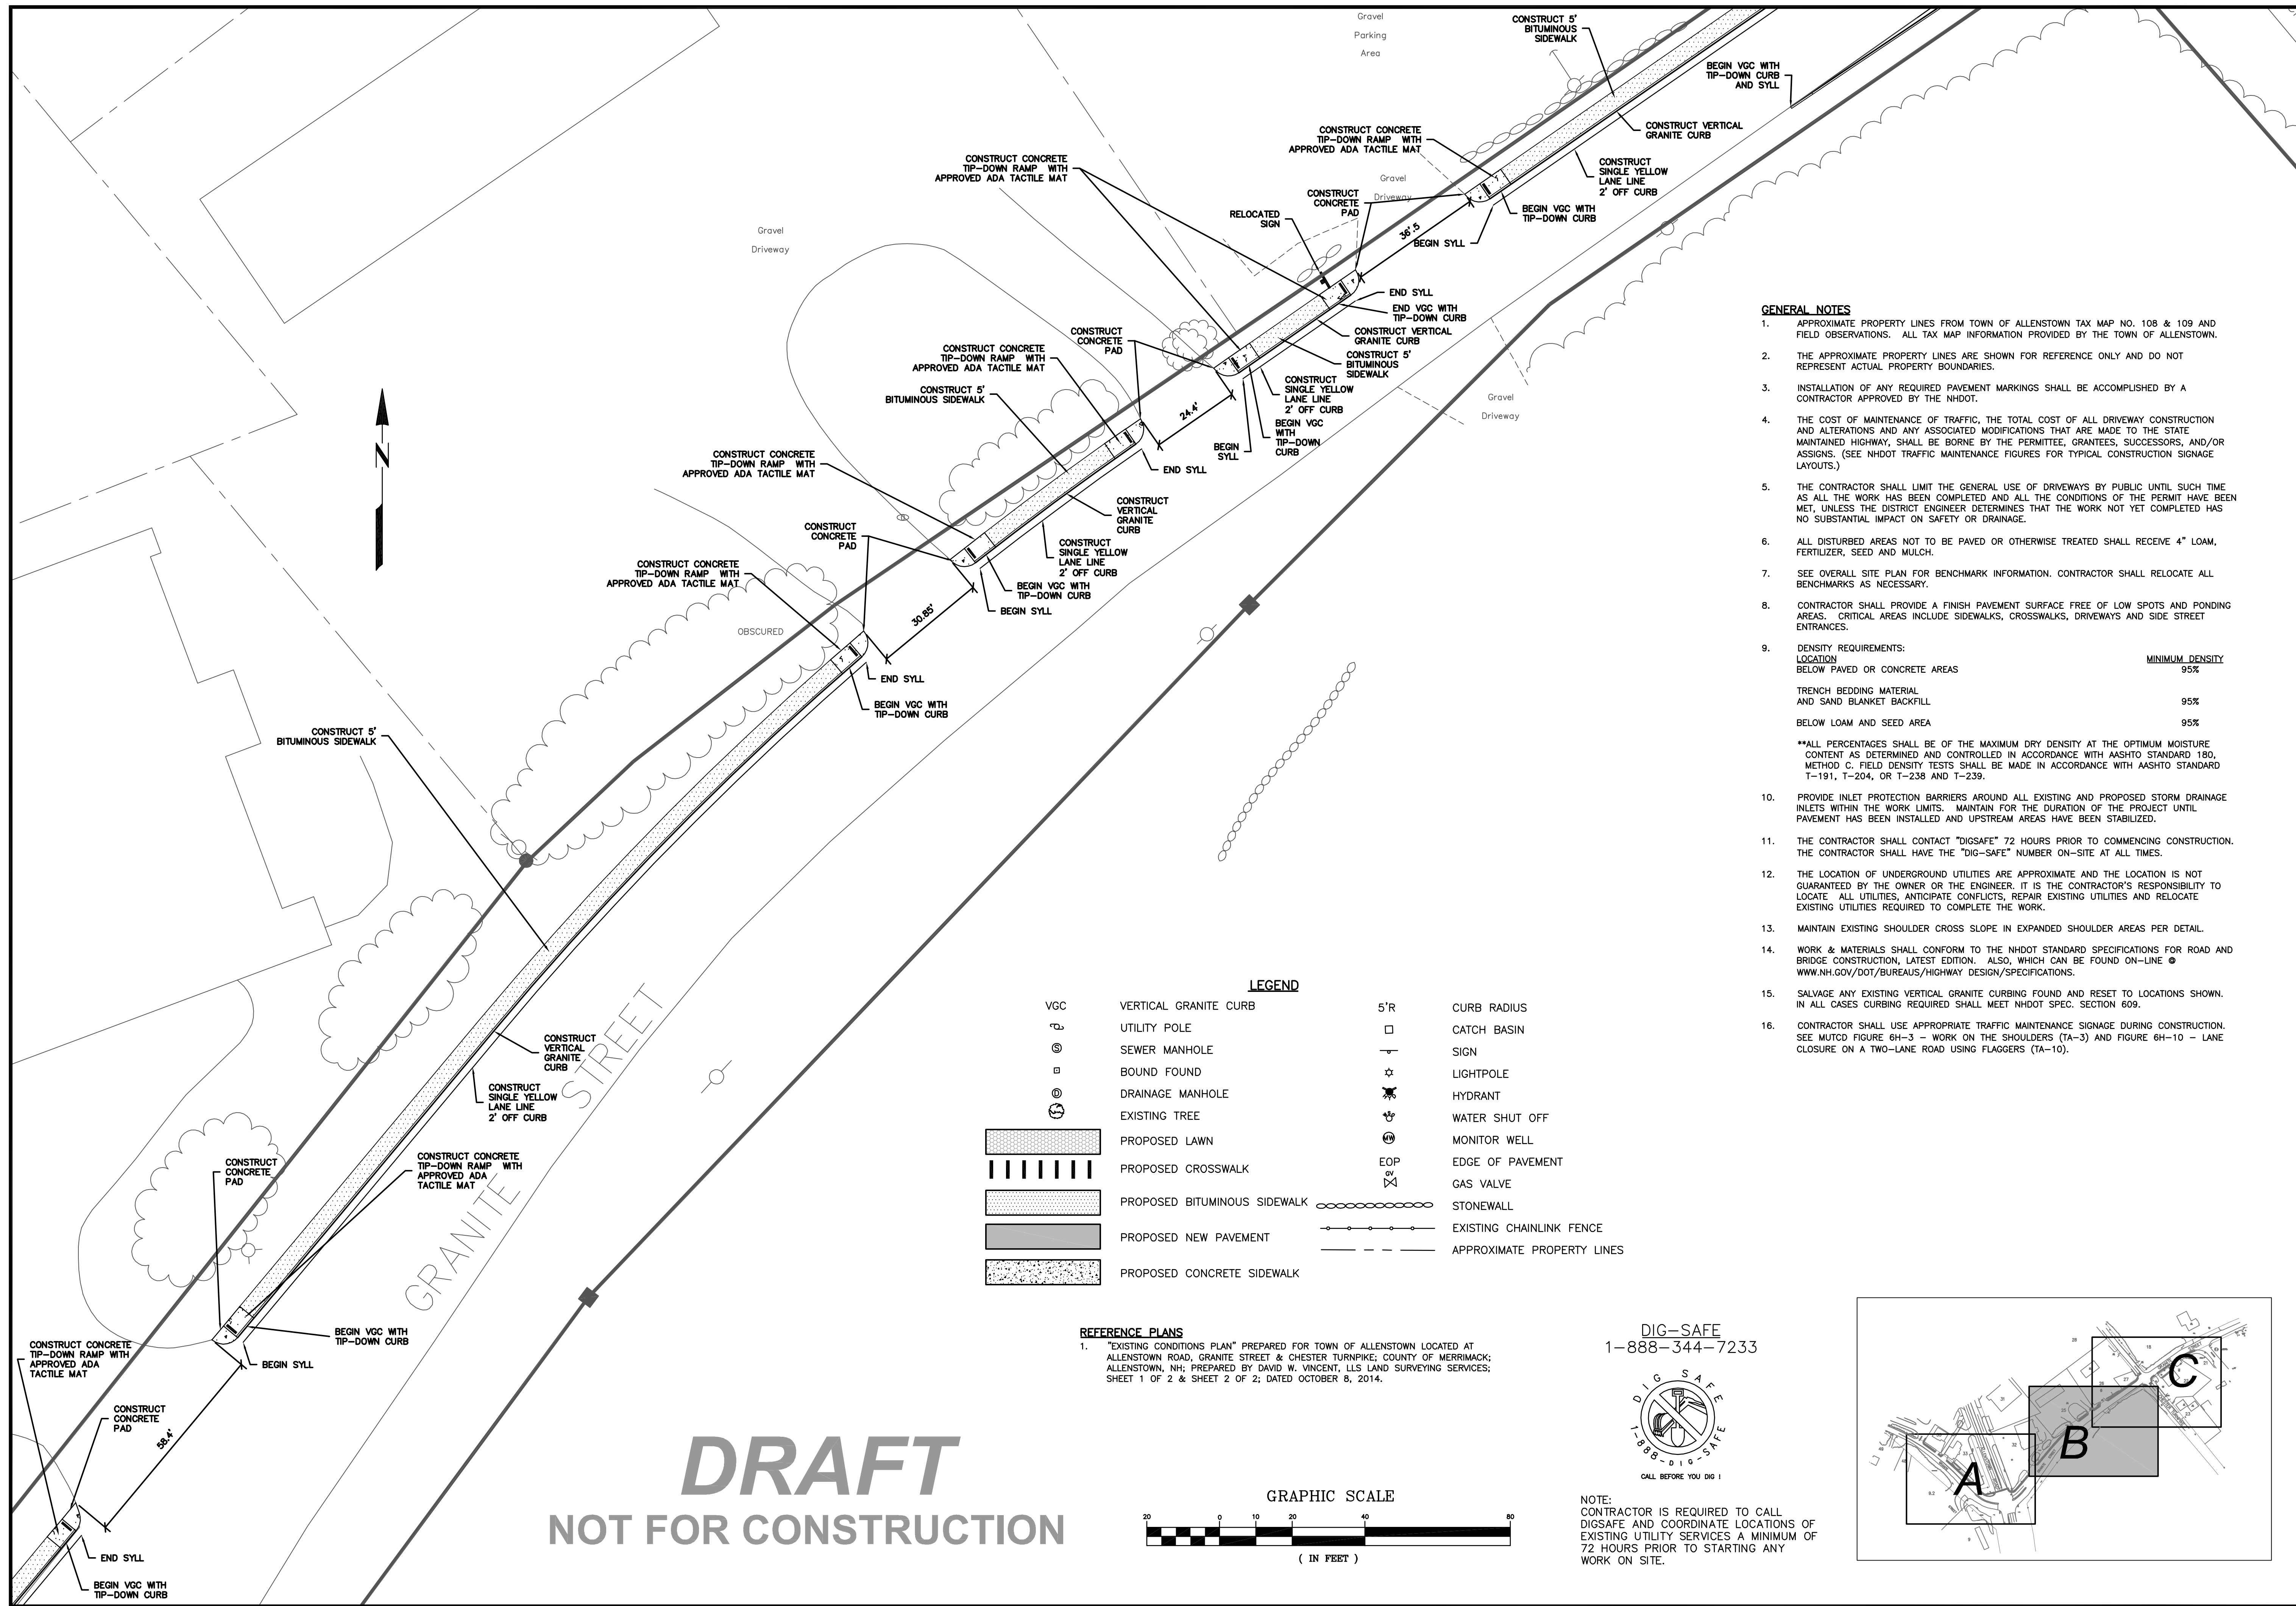 Gravel
Parking
Area
CONSTRUCT 5'
BITUMINOUS
SIDEWALK
BEGIN VGC WITH
TIP-DOWN CURB
AND SYLL
CONSTRUCT VERTICAL
GRANITE CURB
CONSTRUCT CONCRETE
TIP-DOWN RAMP WITH
APPROVED ADA TACTILE MAT
CONSTRUCT
SINGLE YELLOW
LANE LINE
2' OFF CURB
CONSTRUCT CONCRETE
TIP-DOWN RAMP WITH
APPROVED ADA TACTILE MAT
Gravel
Driveway
CONSTRUCT
CONCRETE
PAD
BEGIN VGC WITH
TIP-DOWN CURB
RELOCATED
SIGN
36'.5
BEGIN SYLL
Gravel
Driveway
END SYLL
END VGC WITH
TIP-DOWN CURB
CONSTRUCT VERTICAL
GRANITE CURB
CONSTRUCT
CONCRETE
PAD
CONSTRUCT CONCRETE
TIP-DOWN RAMP WITH
APPROVED ADA TACTILE MAT
CONSTRUCT 5'
BITUMINOUS
SIDEWALK
CONSTRUCT
SINGLE YELLOW
LANE LINE
2' OFF CURB
CONSTRUCT 5'
BITUMINOUS SIDEWALK
Gravel
Driveway
24.4'
BEGIN VGC
WITH
TIP-DOWN
CURB
BEGIN
SYLL
END SYLL
N
CONSTRUCT CONCRETE
TIP-DOWN RAMP WITH
APPROVED ADA TACTILE MAT
CONSTRUCT
VERTICAL
GRANITE
CURB
CONSTRUCT
CONCRETE
PAD
CONSTRUCT
SINGLE YELLOW
LANE LINE
2' OFF CURB
CONSTRUCT CONCRETE
TIP-DOWN RAMP WITH
APPROVED ADA TACTILE MAT
BEGIN VGC WITH
TIP-DOWN CURB
BEGIN SYLL
30.85'
OBSCURED
END SYLL
BEGIN VGC WITH
TIP-DOWN CURB
CONSTRUCT 5'
BITUMINOUS SIDEWALK
CONSTRUCT
VERTICAL
GRANITE
CURB
CONSTRUCT
SINGLE YELLOW
LANE LINE
2' OFF CURB
GRANITE STREET
CONSTRUCT
CONCRETE
PAD
CONSTRUCT CONCRETE
TIP-DOWN RAMP WITH
APPROVED ADA
TACTILE MAT
BEGIN VGC WITH
TIP-DOWN CURB
BEGIN SYLL
CONSTRUCT CONCRETE
TIP-DOWN RAMP WITH
APPROVED ADA
TACTILE MAT
CONSTRUCT
CONCRETE
PAD
58.4'
END SYLL
BEGIN VGC WITH
TIP-DOWN CURB
GENERAL NOTES
1. APPROXIMATE PROPERTY LINES FROM TOWN OF ALLENSTOWN TAX MAP NO. 108 & 109 AND
FIELD OBSERVATIONS. ALL TAX MAP INFORMATION PROVIDED BY THE TOWN OF ALLENSTOWN.
2. THE APPROXIMATE PROPERTY LINES ARE SHOWN FOR REFERENCE ONLY AND DO NOT
REPRESENT ACTUAL PROPERTY BOUNDARIES.
3. INSTALLATION OF ANY REQUIRED PAVEMENT MARKINGS SHALL BE ACCOMPLISHED BY A
CONTRACTOR APPROVED BY THE NHDOT.
4. THE COST OF MAINTENANCE OF TRAFFIC, THE TOTAL COST OF ALL DRIVEWAY CONSTRUCTION
AND ALTERATIONS AND ANY ASSOCIATED MODIFICATIONS THAT ARE MADE TO THE STATE
MAINTAINED HIGHWAY, SHALL BE BORNE BY THE PERMITTEE, GRANTEES, SUCCESSORS, AND/OR
ASSIGNS. (SEE NHDOT TRAFFIC MAINTENANCE FIGURES FOR TYPICAL CONSTRUCTION SIGNAGE
LAYOUTS.)
5. THE CONTRACTOR SHALL LIMIT THE GENERAL USE OF DRIVEWAYS BY PUBLIC UNTIL SUCH TIME
AS ALL THE WORK HAS BEEN COMPLETED AND ALL THE CONDITIONS OF THE PERMIT HAVE BEEN
MET, UNLESS THE DISTRICT ENGINEER DETERMINES THAT THE WORK NOT YET COMPLETED HAS
NO SUBSTANTIAL IMPACT ON SAFETY OR DRAINAGE.
6. ALL DISTURBED AREAS NOT TO BE PAVED OR OTHERWISE TREATED SHALL RECEIVE 4" LOAM,
FERTILIZER, SEED AND MULCH.
7. SEE OVERALL SITE PLAN FOR BENCHMARK INFORMATION. CONTRACTOR SHALL RELOCATE ALL
BENCHMARKS AS NECESSARY.
8. CONTRACTOR SHALL PROVIDE A FINISH PAVEMENT SURFACE FREE OF LOW SPOTS AND PONDING
AREAS. CRITICAL AREAS INCLUDE SIDEWALKS, CROSSWALKS, DRIVEWAYS AND SIDE STREET
ENTRANCES.
9. DENSITY REQUIREMENTS:
LOCATION MINIMUM DENSITY
BELOW PAVED OR CONCRETE AREAS 95%
TRENCH BEDDING MATERIAL
AND SAND BLANKET BACKFILL 95%
BELOW LOAM AND SEED AREA 95%
**ALL PERCENTAGES SHALL BE OF THE MAXIMUM DRY DENSITY AT THE OPTIMUM MOISTURE
CONTENT AS DETERMINED AND CONTROLLED IN ACCORDANCE WITH AASHTO STANDARD 180,
METHOD C. FIELD DENSITY TESTS SHALL BE MADE IN ACCORDANCE WITH AASHTO STANDARD
T-191, T-204, OR T-238 AND T-239.
10. PROVIDE INLET PROTECTION BARRIERS AROUND ALL EXISTING AND PROPOSED STORM DRAINAGE
INLETS WITHIN THE WORK LIMITS. MAINTAIN FOR THE DURATION OF THE PROJECT UNTIL
PAVEMENT HAS BEEN INSTALLED AND UPSTREAM AREAS HAVE BEEN STABILIZED.
11. THE CONTRACTOR SHALL CONTACT "DIGSAFE" 72 HOURS PRIOR TO COMMENCING CONSTRUCTION.
THE CONTRACTOR SHALL HAVE THE "DIG-SAFE" NUMBER ON-SITE AT ALL TIMES.
12. THE LOCATION OF UNDERGROUND UTILITIES ARE APPROXIMATE AND THE LOCATION IS NOT
GUARANTEED BY THE OWNER OR THE ENGINEER. IT IS THE CONTRACTOR'S RESPONSIBILITY TO
LOCATE ALL UTILITIES, ANTICIPATE CONFLICTS, REPAIR EXISTING UTILITIES AND RELOCATE
EXISTING UTILITIES REQUIRED TO COMPLETE THE WORK.
13. MAINTAIN EXISTING SHOULDER CROSS SLOPE IN EXPANDED SHOULDER AREAS PER DETAIL.
14. WORK & MATERIALS SHALL CONFORM TO THE NHDOT STANDARD SPECIFICATIONS FOR ROAD AND
BRIDGE CONSTRUCTION, LATEST EDITION. ALSO, WHICH CAN BE FOUND ON-LINE @
WWW.NH.GOV/DOT/BUREAUS/HIGHWAY DESIGN/SPECIFICATIONS.
15. SALVAGE ANY EXISTING VERTICAL GRANITE CURBING FOUND AND RESET TO LOCATIONS SHOWN.
IN ALL CASES CURBING REQUIRED SHALL MEET NHDOT SPEC. SECTION 609.
16. CONTRACTOR SHALL USE APPROPRIATE TRAFFIC MAINTENANCE SIGNAGE DURING CONSTRUCTION.
SEE MUTCD FIGURE 6H-3 - WORK ON THE SHOULDERS (TA-3) AND FIGURE 6H-10 - LANE
CLOSURE ON A TWO-LANE ROAD USING FLAGGERS (TA-10).
LEGEND
VGC VERTICAL GRANITE CURB
UTILITY POLE
S SEWER MANHOLE
BOUND FOUND
D DRAINAGE MANHOLE
EXISTING TREE
PROPOSED LAWN
PROPOSED CROSSWALK
PROPOSED BITUMINOUS SIDEWALK
PROPOSED NEW PAVEMENT
PROPOSED CONCRETE SIDEWALK
5'R CURB RADIUS
CATCH BASIN
SIGN
LIGHTPOLE
HYDRANT
WATER SHUT OFF
MW MONITOR WELL
EOP EDGE OF PAVEMENT
GV GAS VALVE
STONEWALL
EXISTING CHAINLINK FENCE
APPROXIMATE PROPERTY LINES
REFERENCE PLANS
1. "EXISTING CONDITIONS PLAN" PREPARED FOR TOWN OF ALLENSTOWN LOCATED AT
ALLENSTOWN ROAD, GRANITE STREET & CHESTER TURNPIKE; COUNTY OF MERRIMACK;
ALLENSTOWN, NH; PREPARED BY DAVID W. VINCENT, LLS LAND SURVEYING SERVICES;
SHEET 1 OF 2 & SHEET 2 OF 2; DATED OCTOBER 8, 2014.
DRAFT
NOT FOR CONSTRUCTION
GRAPHIC SCALE
20 0 10 20 40 80
( IN FEET )
DIG-SAFE
1-888-344-7233
DIG SAFE
1-888-DIG-SAFE
CALL BEFORE YOU DIG !
NOTE:
CONTRACTOR IS REQUIRED TO CALL
DIGSAFE AND COORDINATE LOCATIONS OF
EXISTING UTILITY SERVICES A MINIMUM OF
72 HOURS PRIOR TO STARTING ANY
WORK ON SITE.
C
B
A